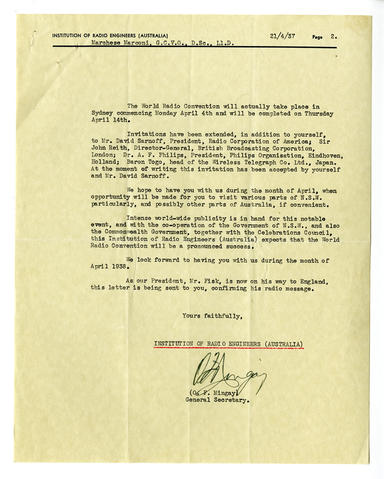 INSTITUTION OF RADIO ENGINEERS (AUSTRALIA) 21/4/37 Page 2.
Marchese Marconi, G.C.V.O., D.Sc., Ll.D.
The World Radio Convention will actually take place in
Sydney commencing Monday April 4th and will be completed on Thursday
April 14th.
Invitations have been extended, in addition to yourself,
to Mr. David Sarnoff, President, Radio Corporation of America; Sir
John Reith, Director-General, British Broadcasting Corporation,
London; Dr. A. F. Philips, President, Philips Organisation, Eindhoven,
Holland; Baron Togo, head of the Wireless Telegraph Co. Ltd., Japan.
At the moment of writing this invitation has been accepted by yourself
and Mr. David Sarnoff.
We hope to have you with us during the month of April, when
opportunity will be made for you to visit various parts of N.S.W.
particularly, and possibly other parts of Australia, if convenient.
Intense world-wide publicity is in hand for this notable
event, and with the co-operation of the Government of N.S.W., and also
the Commonwealth Government, together with the Celebrations Council,
this Institution of Radio Engineers (Australia) expects that the World
Radio Convention will be a pronounced success.
We look forward to having you with us during the month of
April 1938.
As our President, Mr. Fisk, is now on his way to England,
this letter is being sent to you, confirming his radio message.
Yours faithfully,
INSTITUTION OF RADIO ENGINEERS (AUSTRALIA)
O F Mingay
(O. F. Mingay)
General Secretary.